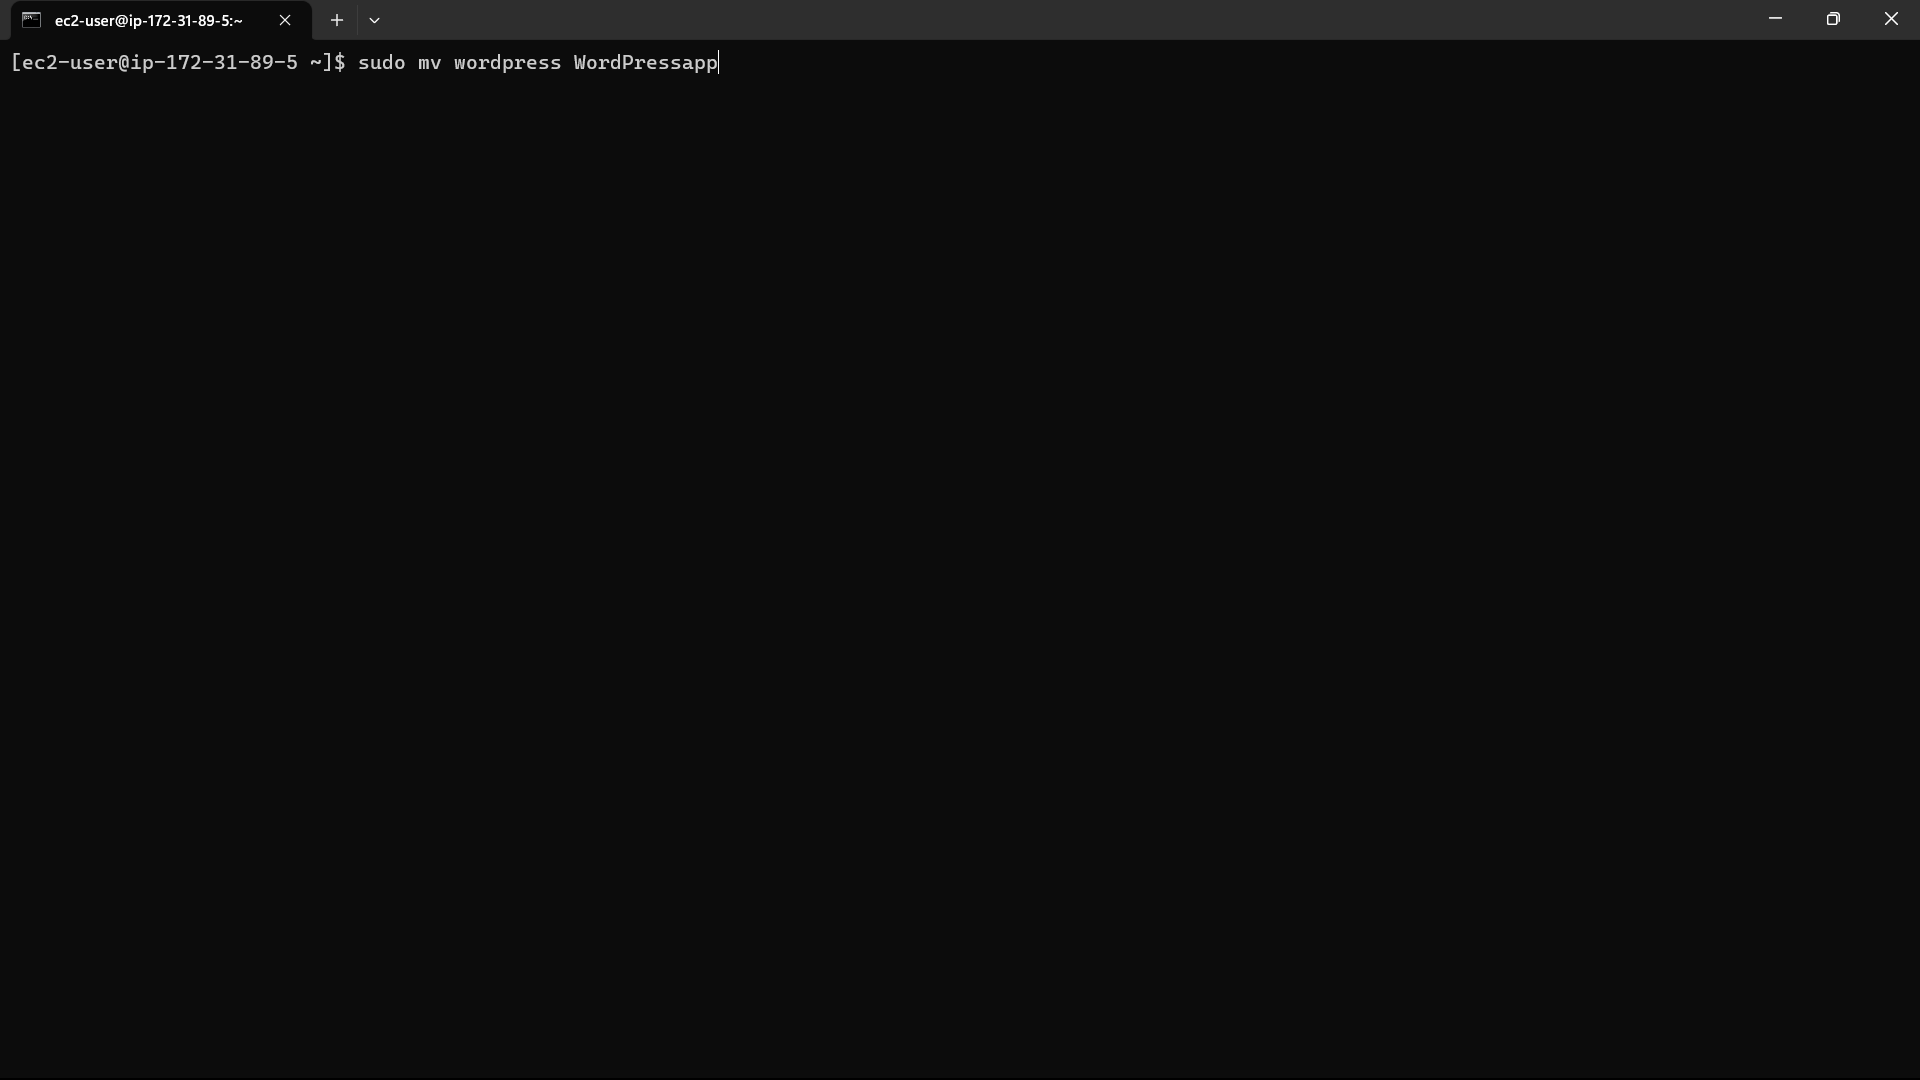 ec2-user@ip-172-31-89-5:~
[ec2-user@ip-172-31-89-5 ~]$ sudo mv wordpress WordPressapp